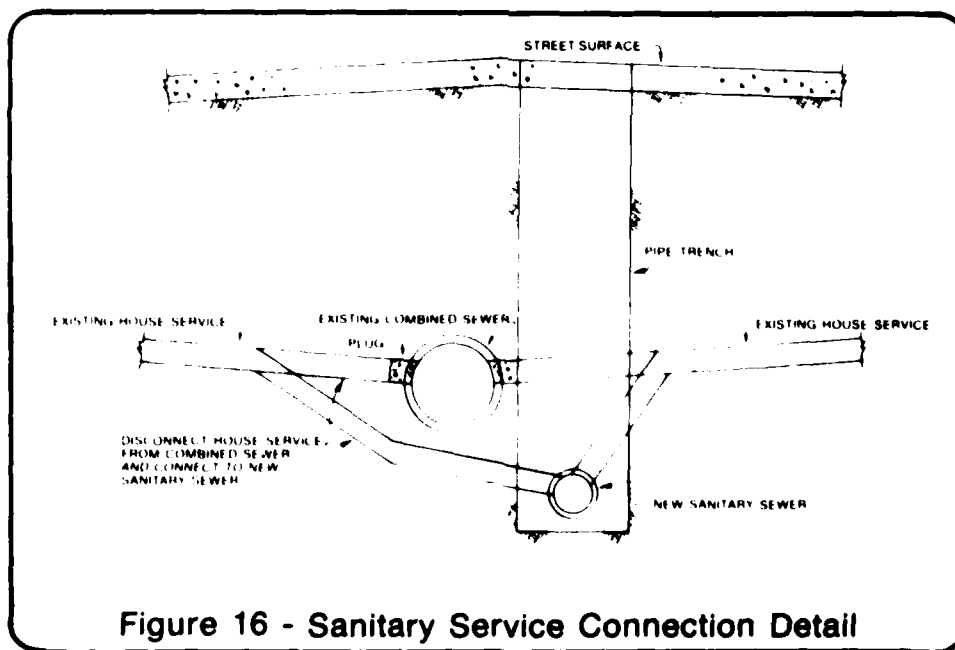 STREET SURFACE
PIPE TRENCH
EXISTING HOUSE SERVICE
EXISTING COMBINED SEWER
PLUG
EXISTING HOUSE SERVICE
DISCONNECT HOUSE SERVICE
FROM COMBINED SEWER
AND CONNECT TO NEW
SANITARY SEWER
NEW SANITARY SEWER
Figure 16 - Sanitary Service Connection Detail